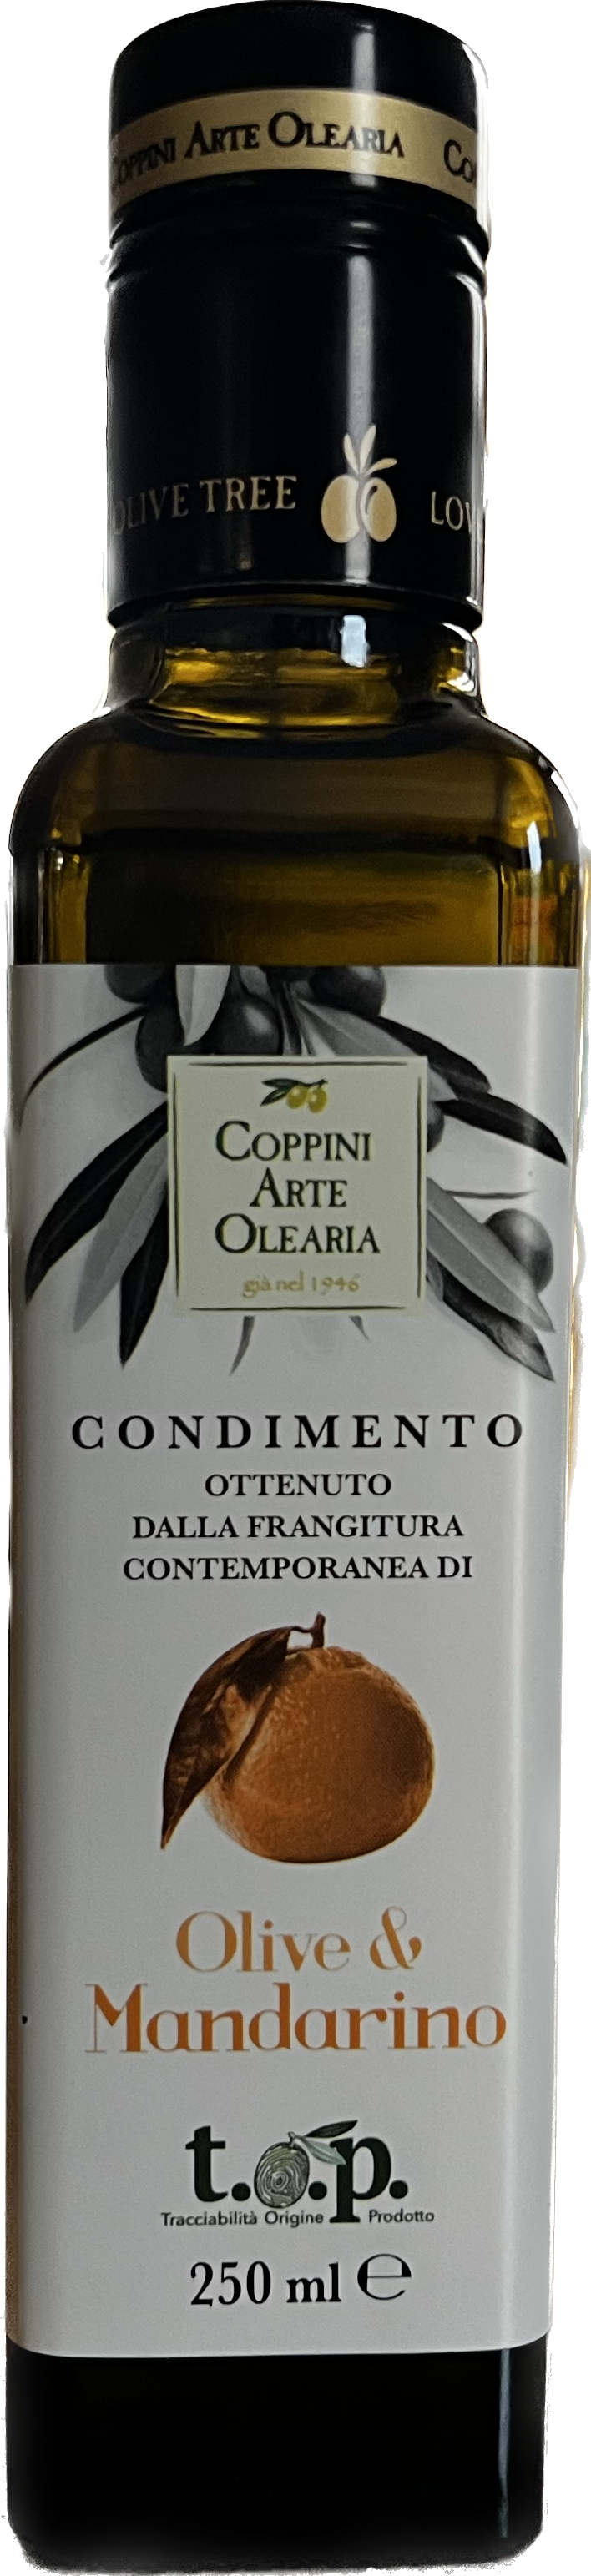 COPPINI ARTE OLEARIA
OLIVE TREE
COPPINI
ARTE
OLEARIA
già nel 1946
CONDIMENTO
OTTENUTO
DALLA FRANGITURA
CONTEMPORANEA DI
Olive &
Mandarino
t.o.p.
Tracciabilità Origine Prodotto
250 ml ℮